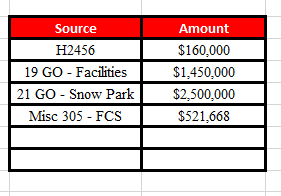 Source Amount
H2456 $160,000
19 GO - Facilities $1,450,000
21 GO - Snow Park $2,500,000
Misc 305 - FCS $521,668